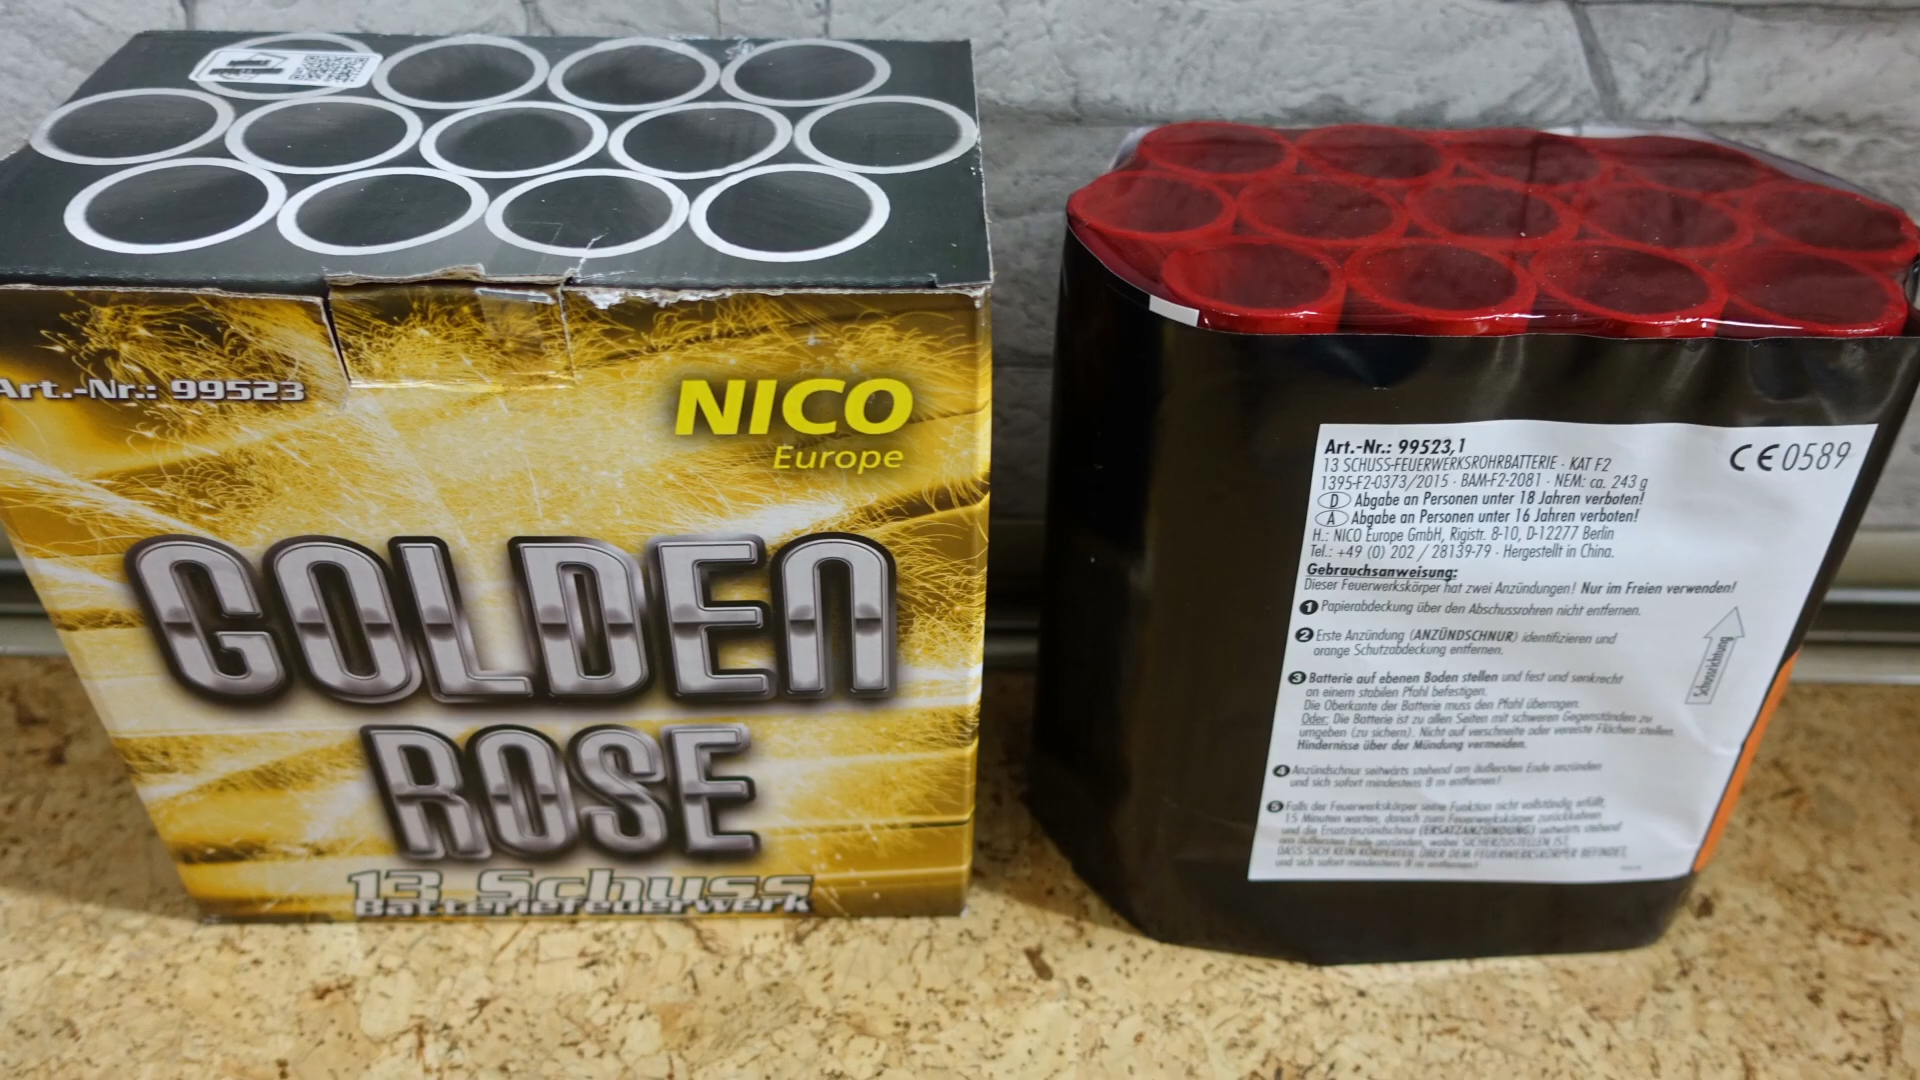 Art.-Nr.: 99523
NICO
Europe
GOLDEN
ROSE
13 Schuss
Batteriefeuerwerk
Art.-Nr.: 99523,1
13 SCHUSS-FEUERWERKSROHRBATTERIE - KAT F2
1395-F2-0373/2015 - BAM-F2-2081 - NEM: ca. 243 g
D Abgabe an Personen unter 18 Jahren verboten!
A Abgabe an Personen unter 16 Jahren verboten!
H.: NICO Europe GmbH, Rigistr. 8-10, D-12277 Berlin
Tel.: +49 (0) 202 / 28139-79 - Hergestellt in China.
CE 0589
Gebrauchsanweisung:
Dieser Feuerwerkskörper hat zwei Anzündungen! Nur im Freien verwenden!
1 Papierabdeckung über den Abschussrohren nicht entfernen.
2 Erste Anzündung (ANZÜNDSCHNUR) identifizieren und
orange Schutzabdeckung entfernen.
3 Batterie auf ebenen Boden stellen und fest und senkrecht
an einem stabilen Pfahl befestigen.
Die Oberkante der Batterie muss den Pfahl überragen.
Oder: Die Batterie ist zu allen Seiten mit schweren Gegenständen zu
umgeben (zu sichern). Nicht auf verschneite oder vereiste Flächen stellen.
Hindernisse über der Mündung vermeiden.
4 Anzündschnur seitwärts stehend am äußersten Ende anzünden
und sich sofort mindestens 8 m entfernen!
5 Falls der Feuerwerkskörper seine Funktion nicht vollständig erfüllt,
15 Minuten warten, danach zum Feuerwerkskörper zurückkehren
und die Ersatzanzündschnur (ERSATZANZÜNDUNG) seitwärts stehend
am äußersten Ende anzünden, wobei SICHERZUSTELLEN IST,
DASS SICH KEIN KÖRPERTEIL ÜBER DEM FEUERWERKSKÖRPER BEFINDET,
und sich sofort mindestens 8 m entfernen!
Schussrichtung